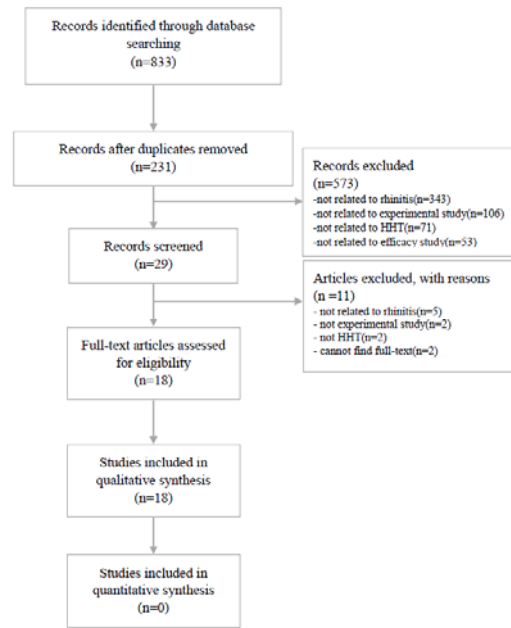 Records identified through database
searching
(n=833)
Records after duplicates removed
(n=231)
Records excluded
(n=573)
-not related to rhinitis(n=343)
-not related to experimental study(n=106)
-not related to HHT(n=71)
-not related to efficacy study(n=53)
Records screened
(n=29)
Articles excluded, with reasons
(n =11)
- not related to rhinitis(n=5)
- not experimental study(n=2)
- not HHT(n=2)
- cannot find full-text(n=2)
Full-text articles assessed
for eligibility
(n=18)
Studies included in
qualitative synthesis
(n=18)
Studies included in
quantitative synthesis
(n=0)